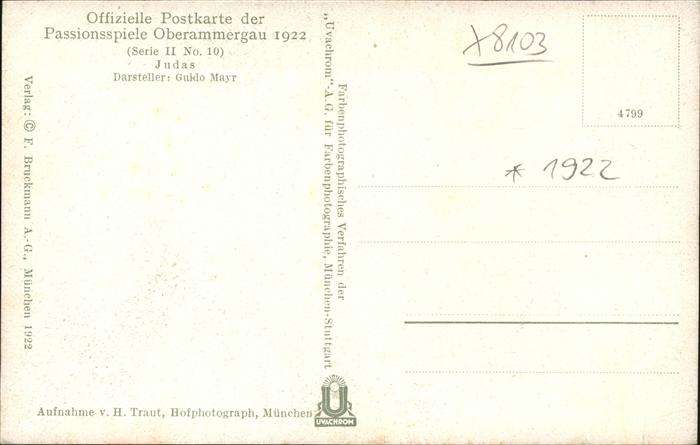 Offizielle Postkarte der
Passionsspiele Oberammergau 1922
(Serie II No. 10)
Judas
Darsteller: Guido Mayr
Verlag: © F. Bruckmann A.-G., München 1922
Aufnahme v. H. Traut, Hofphotograph, München
Farbenphotographisches Verfahren der
„Uvachrom“-A.G. für Farbenphotographie, München-Stuttgart
U
UVACHROM
X8103
4799
* 1922